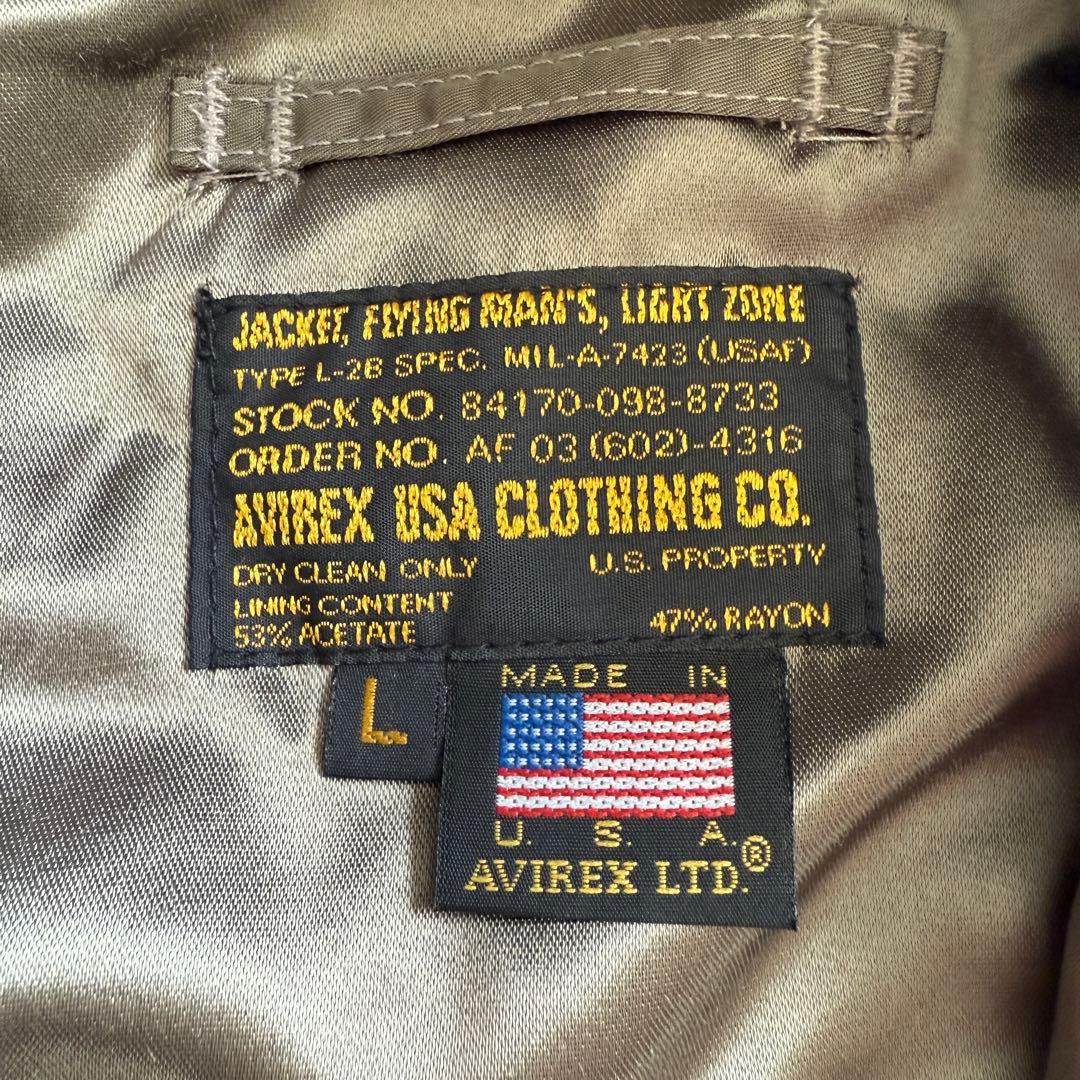 JACKET, FLYING MAN'S, LIGHT ZONE
TYPE L-2B SPEC. MIL-A-7423 (USAF)
STOCK NO. 84170-098-8733
ORDER NO. AF 03 (602)-4316
AVIREX USA CLOTHING CO.
DRY CLEAN ONLY U.S. PROPERTY
LINING CONTENT
53% ACETATE 47% RAYON
L
MADE IN
U. S. A.
AVIREX LTD.®